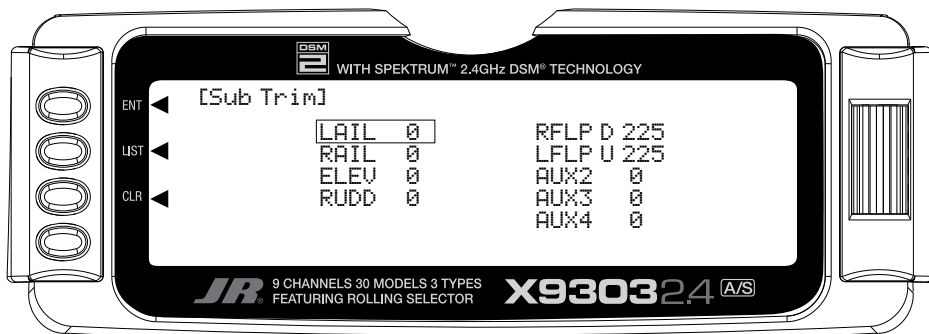 DSM
2
WITH SPEKTRUM™ 2.4GHz DSM® TECHNOLOGY
ENT
LIST
CLR
[Sub Trim]
LAIL 0
RAIL 0
ELEV 0
RUDD 0
RFLP D 225
LFLP U 225
AUX2 0
AUX3 0
AUX4 0
JR®
9 CHANNELS 30 MODELS 3 TYPES
FEATURING ROLLING SELECTOR
X9303 2.4 A/S